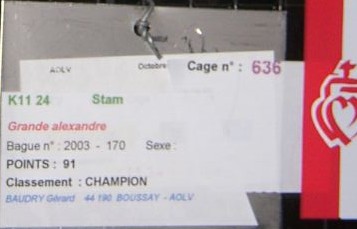 AOLV Octobre Cage n° : 636
K11 24 Stam
Grande alexandre
Bague n° : 2003 - 170 Sexe :
POINTS : 91
Classement : CHAMPION
BAUDRY Gérard 44 190 BOUSSAY - AOLV